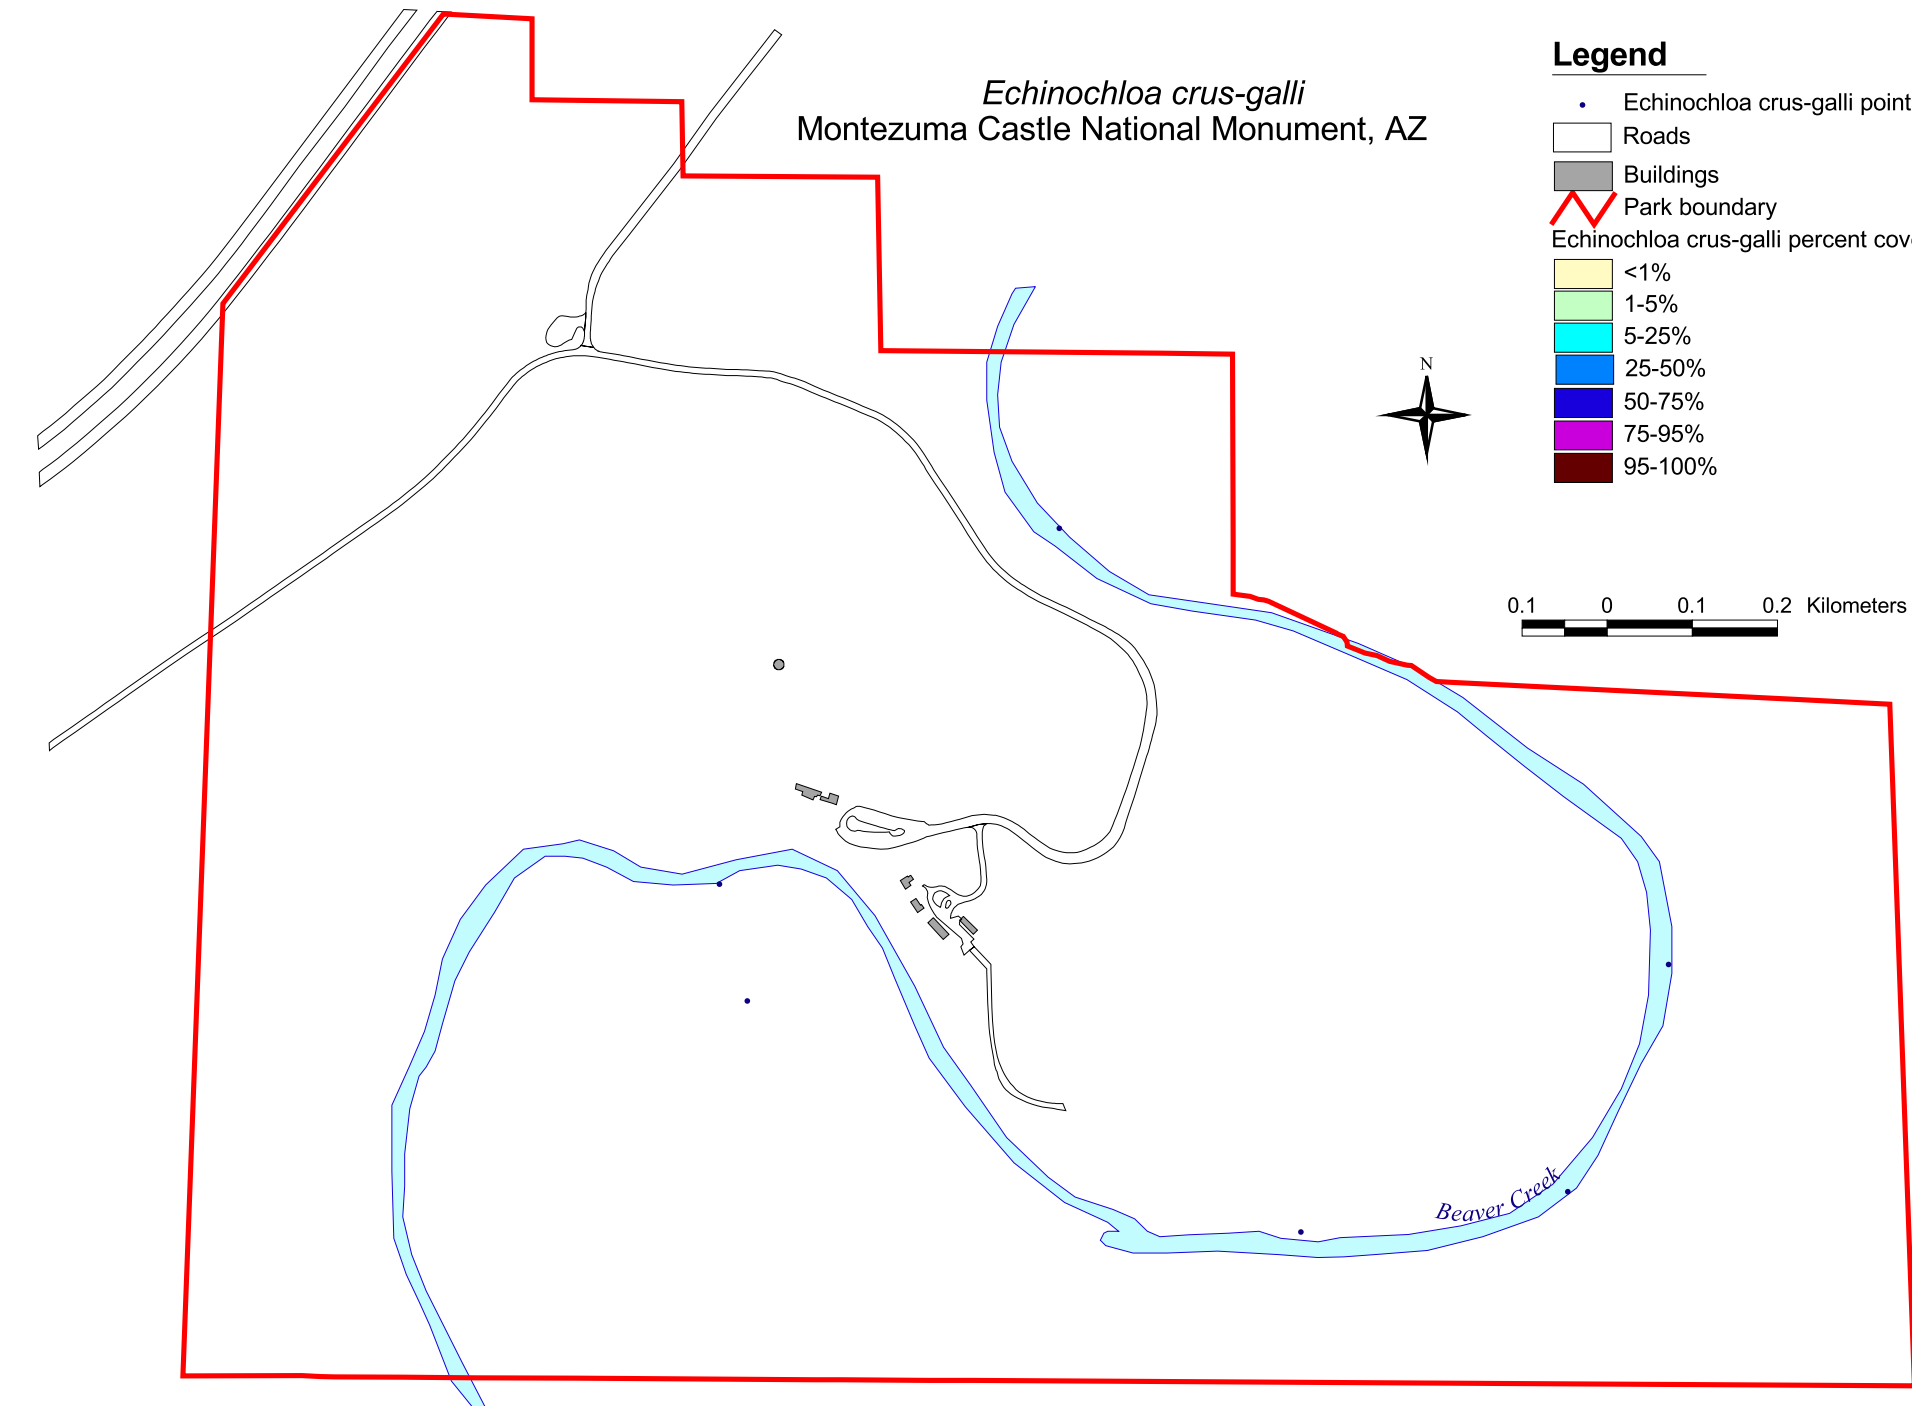 Echinochloa crus-galli
Montezuma Castle National Monument, AZ
Legend
Echinochloa crus-galli point
Roads
Buildings
Park boundary
Echinochloa crus-galli percent cov
<1%
1-5%
5-25%
25-50%
50-75%
75-95%
95-100%
N
0.1 0 0.1 0.2 Kilometers
Beaver Creek